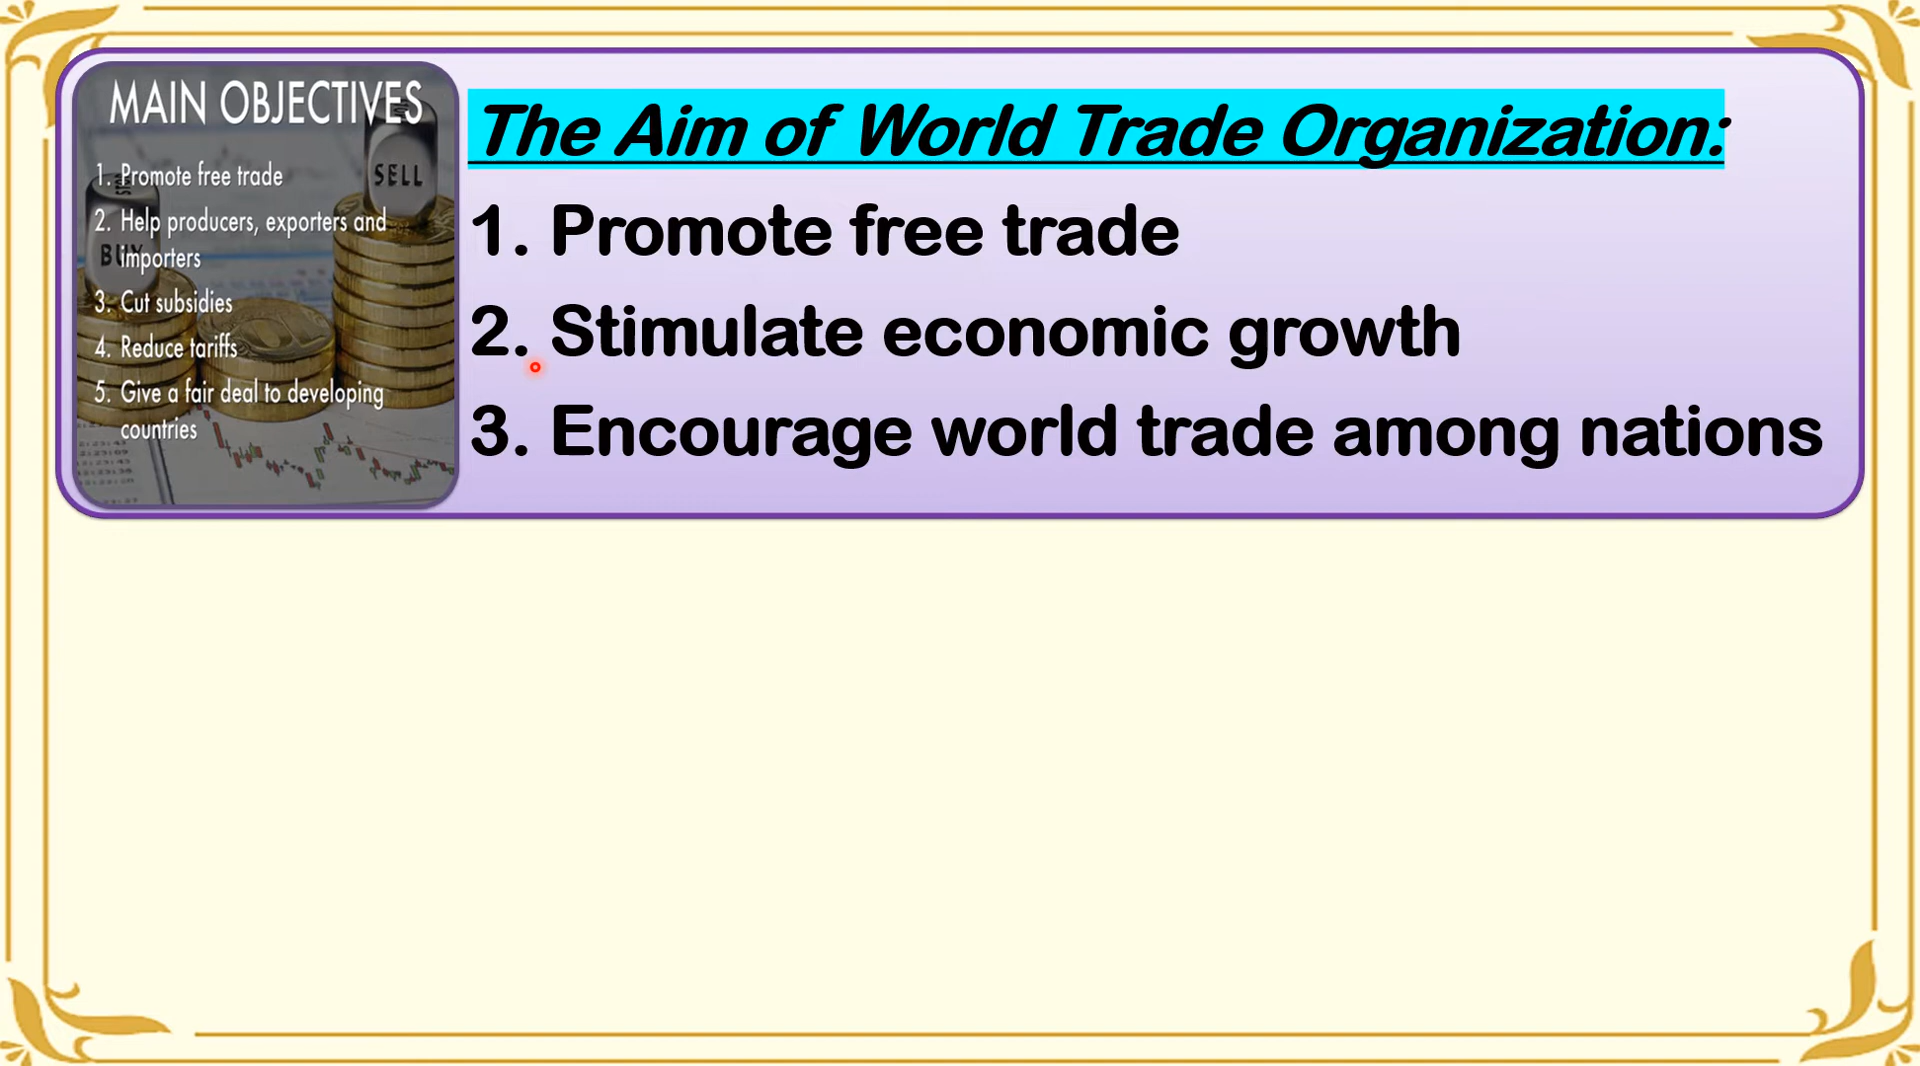 MAIN OBJECTIVES
1. Promote free trade
2. Help producers, exporters and
importers
3. Cut subsidies
4. Reduce tariffs
5. Give a fair deal to developing
countries
SELL
The Aim of World Trade Organization:
1. Promote free trade
2. Stimulate economic growth
3. Encourage world trade among nations